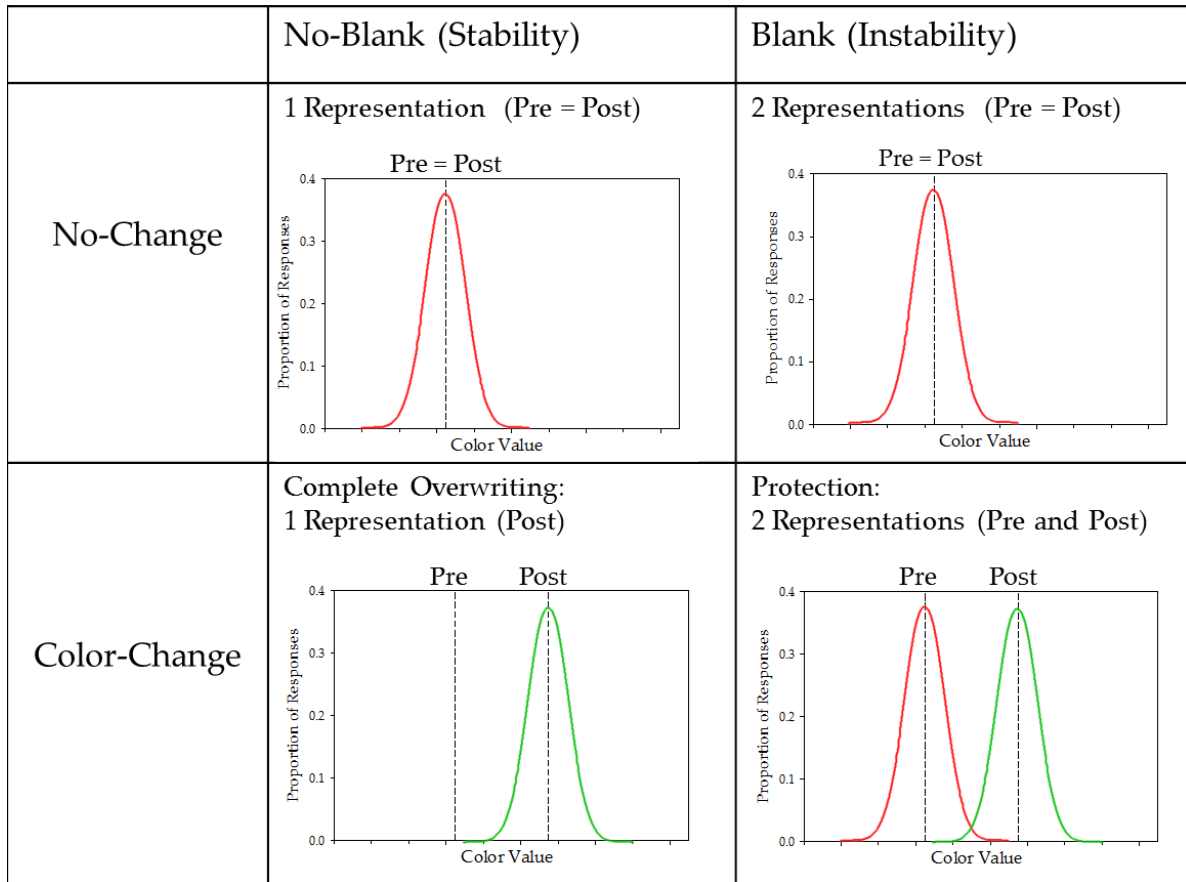 No-Blank (Stability)
Blank (Instability)
No-Change
1 Representation (Pre = Post)
Pre = Post
0.4
0.3
0.2
0.1
0.0
Proportion of Responses
Color Value
2 Representations (Pre = Post)
Pre = Post
0.4
0.3
0.2
0.1
0.0
Proportion of Responses
Color Value
Color-Change
Complete Overwriting:
1 Representation (Post)
Pre Post
0.4
0.3
0.2
0.1
0.0
Proportion of Responses
Color Value
Protection:
2 Representations (Pre and Post)
Pre Post
0.4
0.3
0.2
0.1
0.0
Proportion of Responses
Color Value